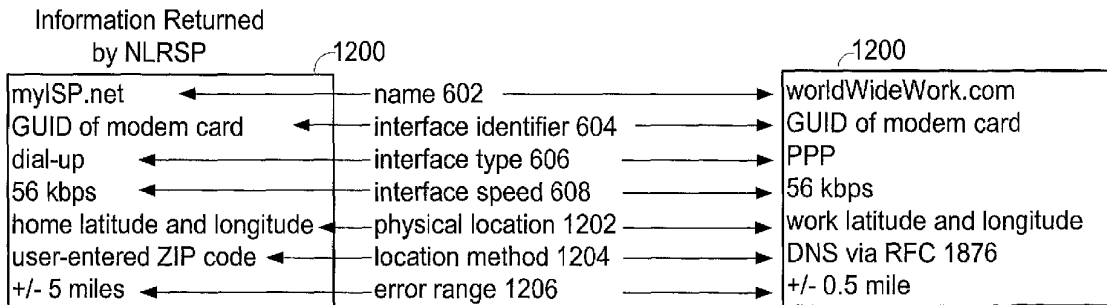 Information Returned
by NLRSP
1200
1200
myISP.net name 602 worldWideWork.com
GUID of modem card interface identifier 604 GUID of modem card
dial-up interface type 606 PPP
56 kbps interface speed 608 56 kbps
home latitude and longitude physical location 1202 work latitude and longitude
user-entered ZIP code location method 1204 DNS via RFC 1876
+/- 5 miles error range 1206 +/- 0.5 mile